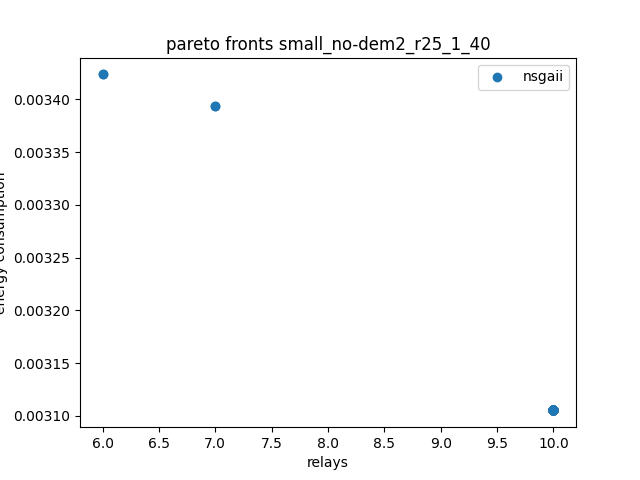 pareto fronts small_no-dem2_r25_1_40
nsgaii
0.00340
0.00335
0.00330
0.00325
0.00320
0.00315
0.00310
energy consumption
6.0 6.5 7.0 7.5 8.0 8.5 9.0 9.5 10.0
relays